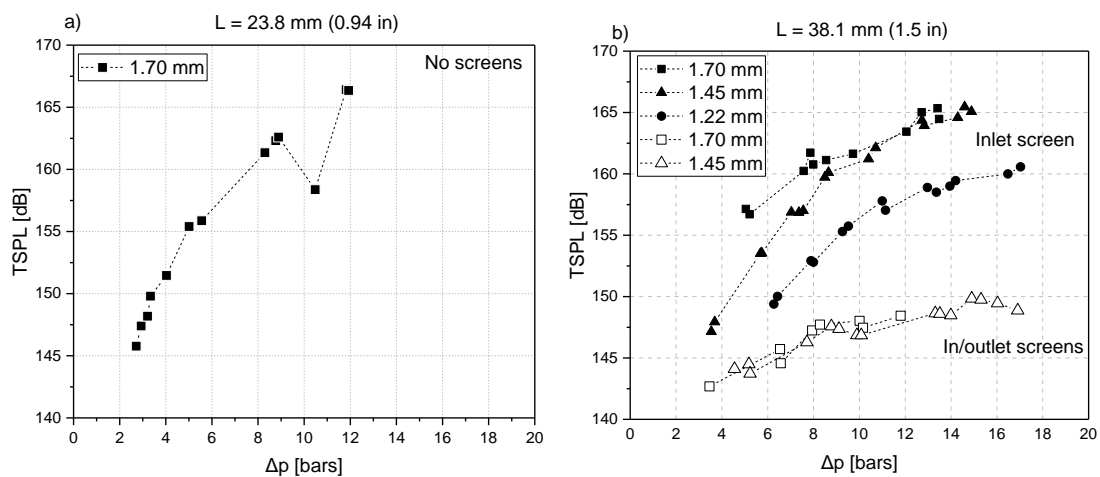 a)
L = 23.8 mm (0.94 in)
170
165
160
155
150
145
140
TSPL [dB]
1.70 mm
No screens
0 2 4 6 8 10 12 14 16 18 20
Δp [bars]
b)
L = 38.1 mm (1.5 in)
170
165
160
155
150
145
140
TSPL [dB]
1.70 mm
1.45 mm
1.22 mm
1.70 mm
1.45 mm
Inlet screen
In/outlet screens
0 2 4 6 8 10 12 14 16 18 20
Δp [bars]